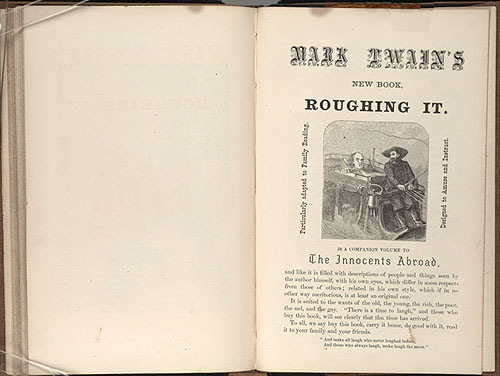 MARK TWAIN'S
NEW BOOK,
ROUGHING IT.
Particularly adapted to Family Reading.
Designed to Amuse and Instruct.
IS A COMPANION VOLUME TO
The Innocents Abroad,
and like it is filled with descriptions of people and things seen by
the author himself, with his own eyes, which differ in some respects
from those of others; related in his own style, which if in no
other way meritorious, is at least an original one.
It is suited to the wants of the old, the young, the rich, the poor,
the sad, and the gay. "There is a time to laugh," and those who
buy this book, will see clearly that the time has arrived.
To all, we say buy this book, carry it home, do good with it, read
it to your family and your friends.
"And make all laugh who never laughed before,
And those who always laugh, make laugh the more."